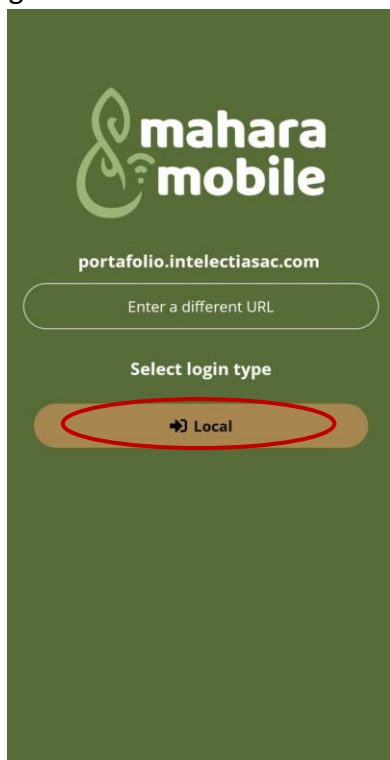 mahara
mobile
portafolio.intelectiasac.com
Enter a different URL
Select login type
Local